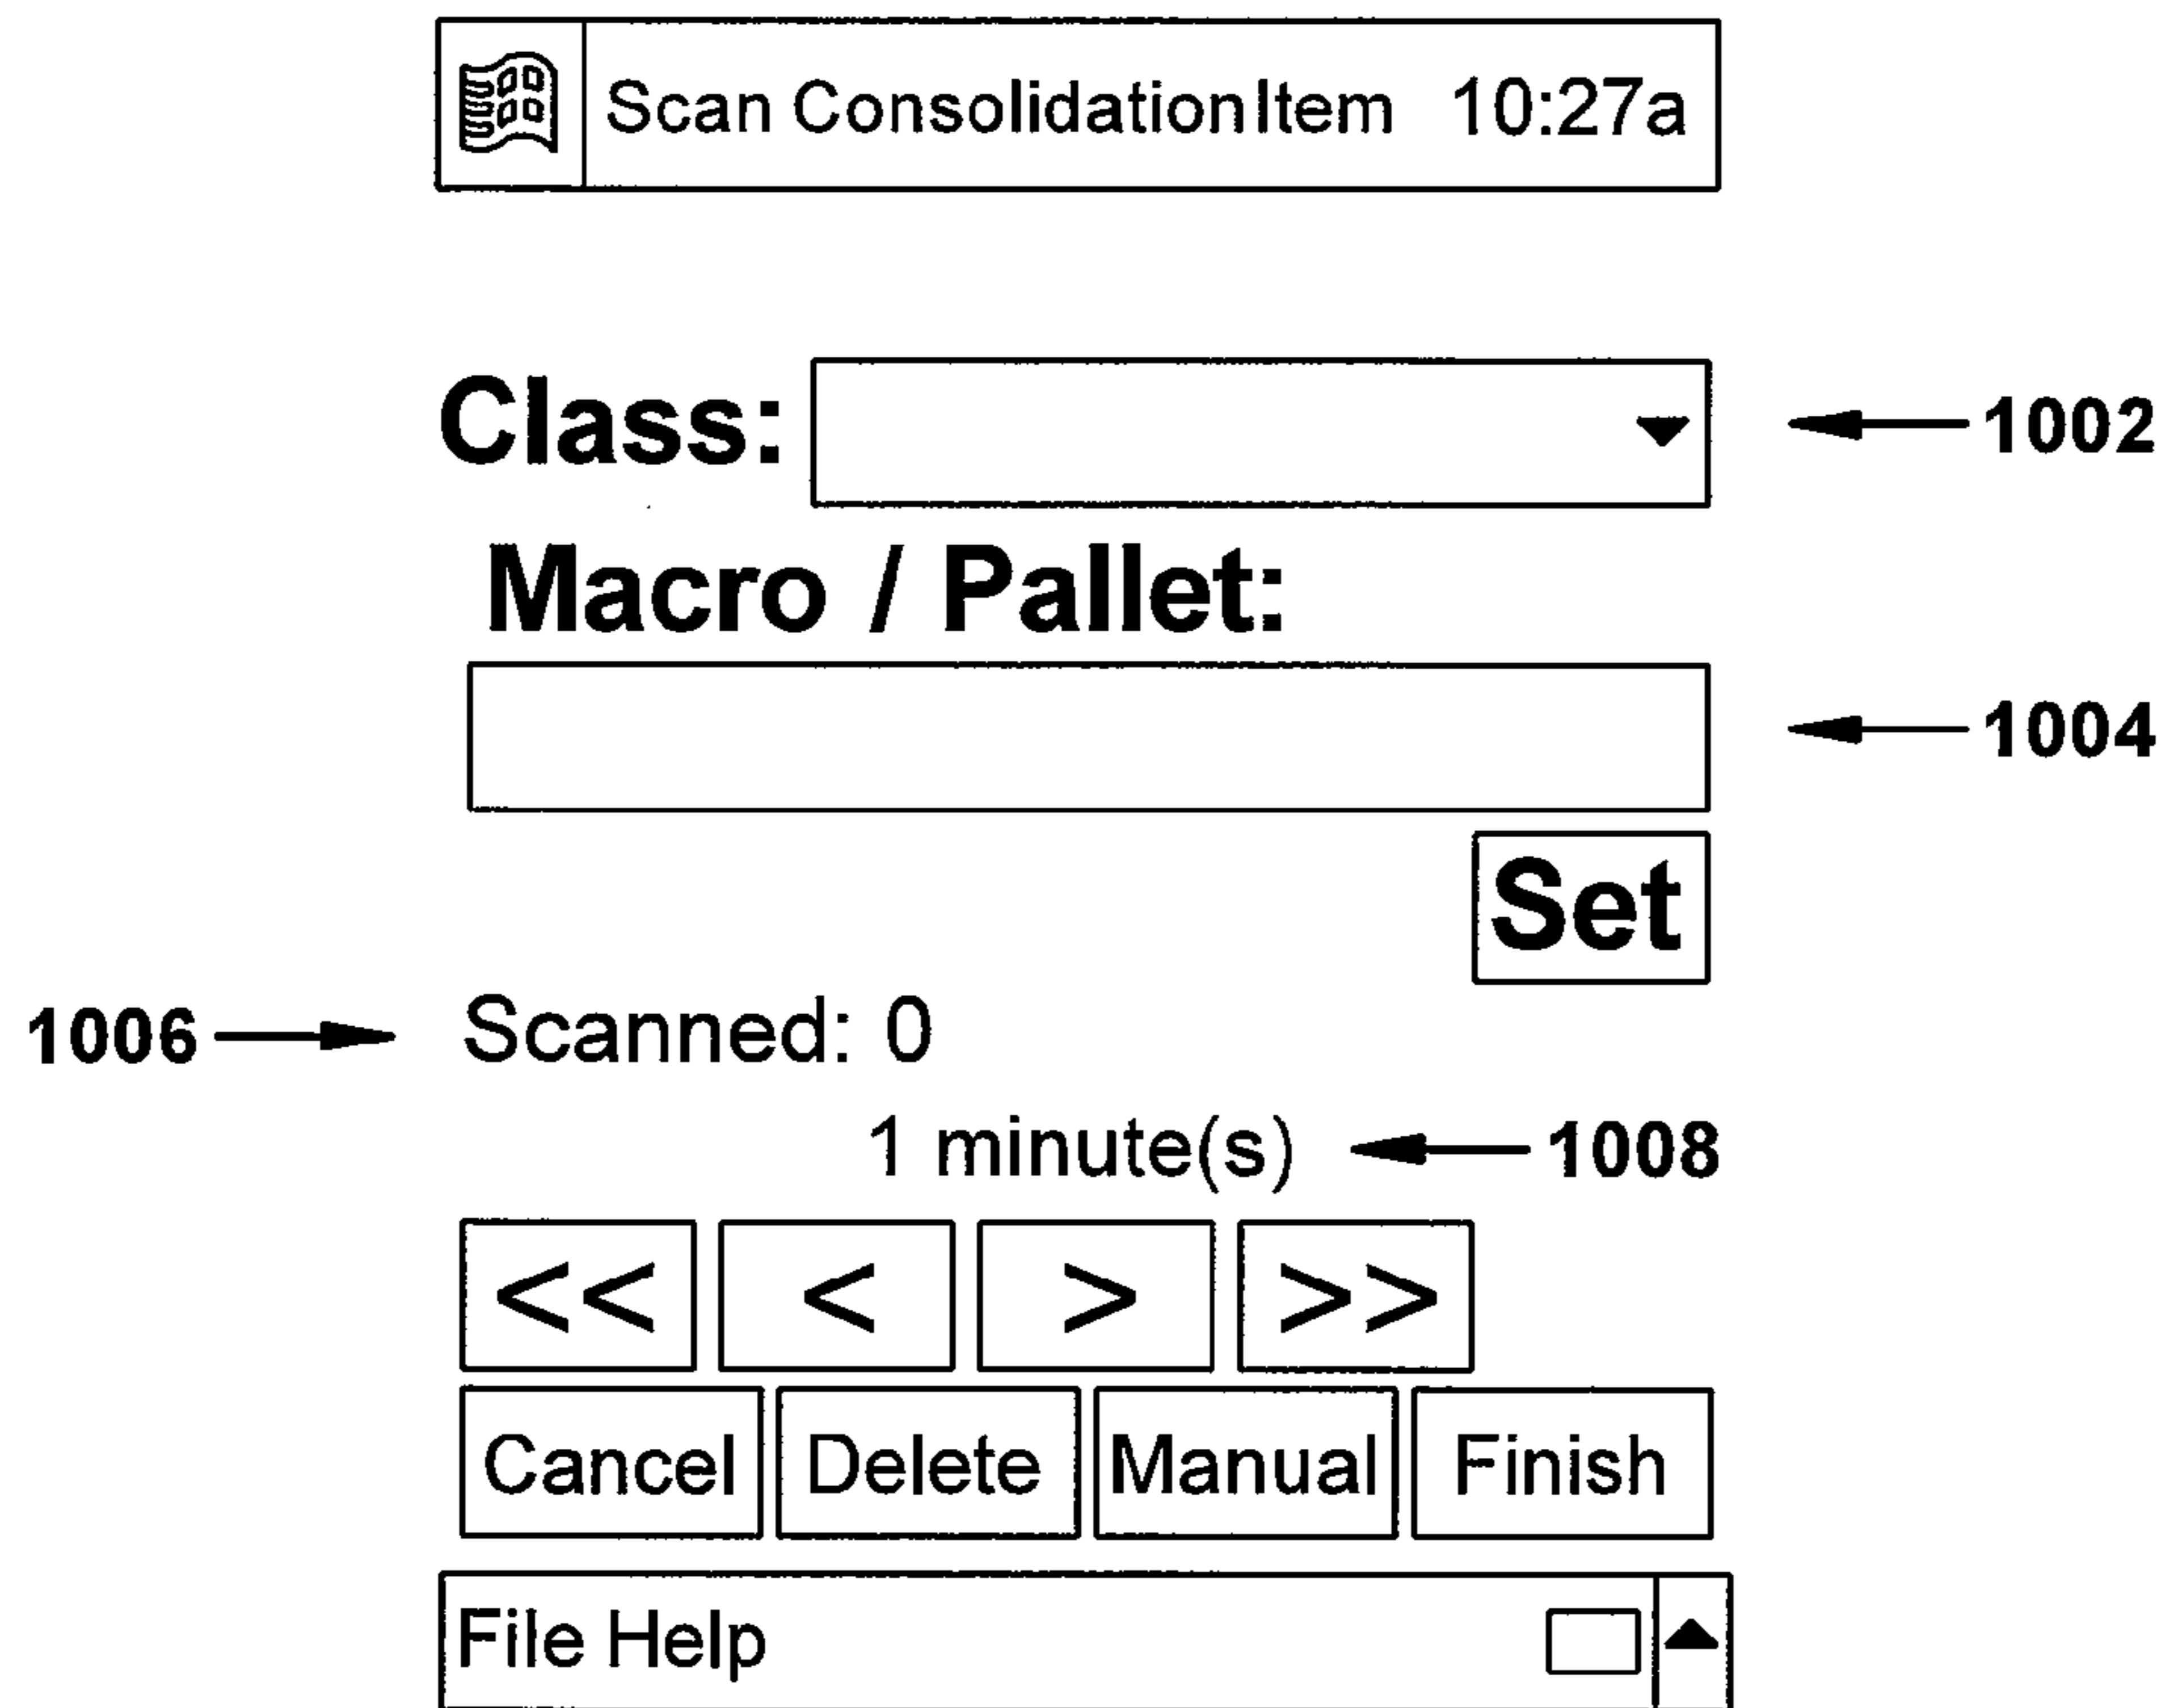 Scan ConsolidationItem 10:27a
Class: 1002
Macro / Pallet:
1004
Set
1006 Scanned: 0
1 minute(s) 1008
<< < > >>
Cancel Delete Manual Finish
File Help